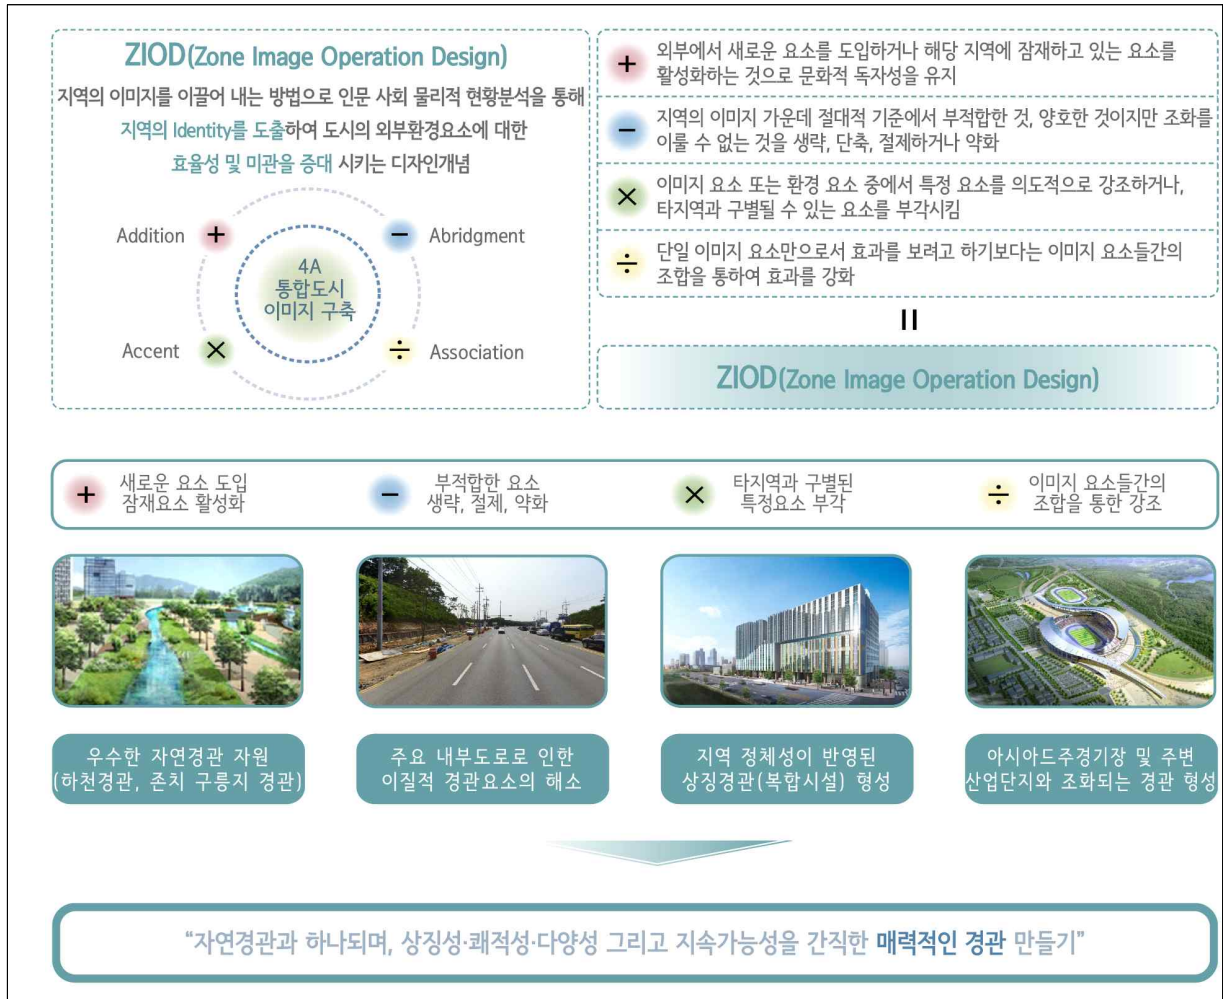 ZIOD(Zone Image Operation Design)
지역의 이미지를 이끌어 내는 방법으로 인문 사회 물리적 현황분석을 통해
지역의 Identity를 도출하여 도시의 외부환경요소에 대한
효율성 및 미관을 증대 시키는 디자인개념
Addition +
− Abridgment
4A
통합도시
이미지 구축
Accent ×
÷ Association
+ 외부에서 새로운 요소를 도입하거나 해당 지역에 잠재하고 있는 요소를
활성화하는 것으로 문화적 독자성을 유지
− 지역의 이미지 가운데 절대적 기준에서 부적합한 것, 양호한 것이지만 조화를
이룰 수 없는 것을 생략, 단축, 절제하거나 약화
× 이미지 요소 또는 환경 요소 중에서 특정 요소를 의도적으로 강조하거나,
타지역과 구별될 수 있는 요소를 부각시킴
÷ 단일 이미지 요소만으로서 효과를 보려고 하기보다는 이미지 요소들간의
조합을 통하여 효과를 강화
=
ZIOD(Zone Image Operation Design)
+ 새로운 요소 도입
잠재요소 활성화
− 부적합한 요소
생략, 절제, 약화
× 타지역과 구별된
특정요소 부각
÷ 이미지 요소들간의
조합을 통한 강조
우수한 자연경관 자원
(하천경관, 존치 구릉지 경관)
주요 내부도로로 인한
이질적 경관요소의 해소
지역 정체성이 반영된
상징경관(복합시설) 형성
아시아드주경기장 및 주변
산업단지와 조화되는 경관 형성
“자연경관과 하나되며, 상징성·쾌적성·다양성 그리고 지속가능성을 간직한 매력적인 경관 만들기”